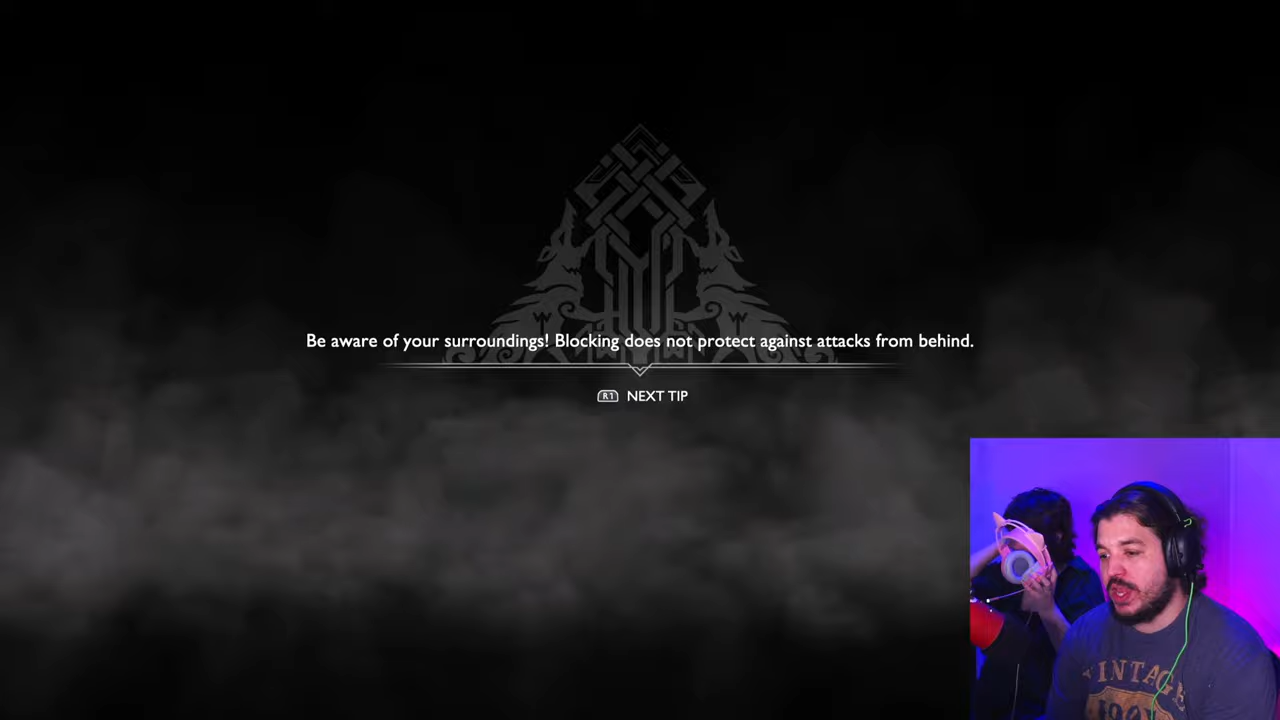 Be aware of your surroundings! Blocking does not protect against attacks from behind.
R1 NEXT TIP
VINTAGE